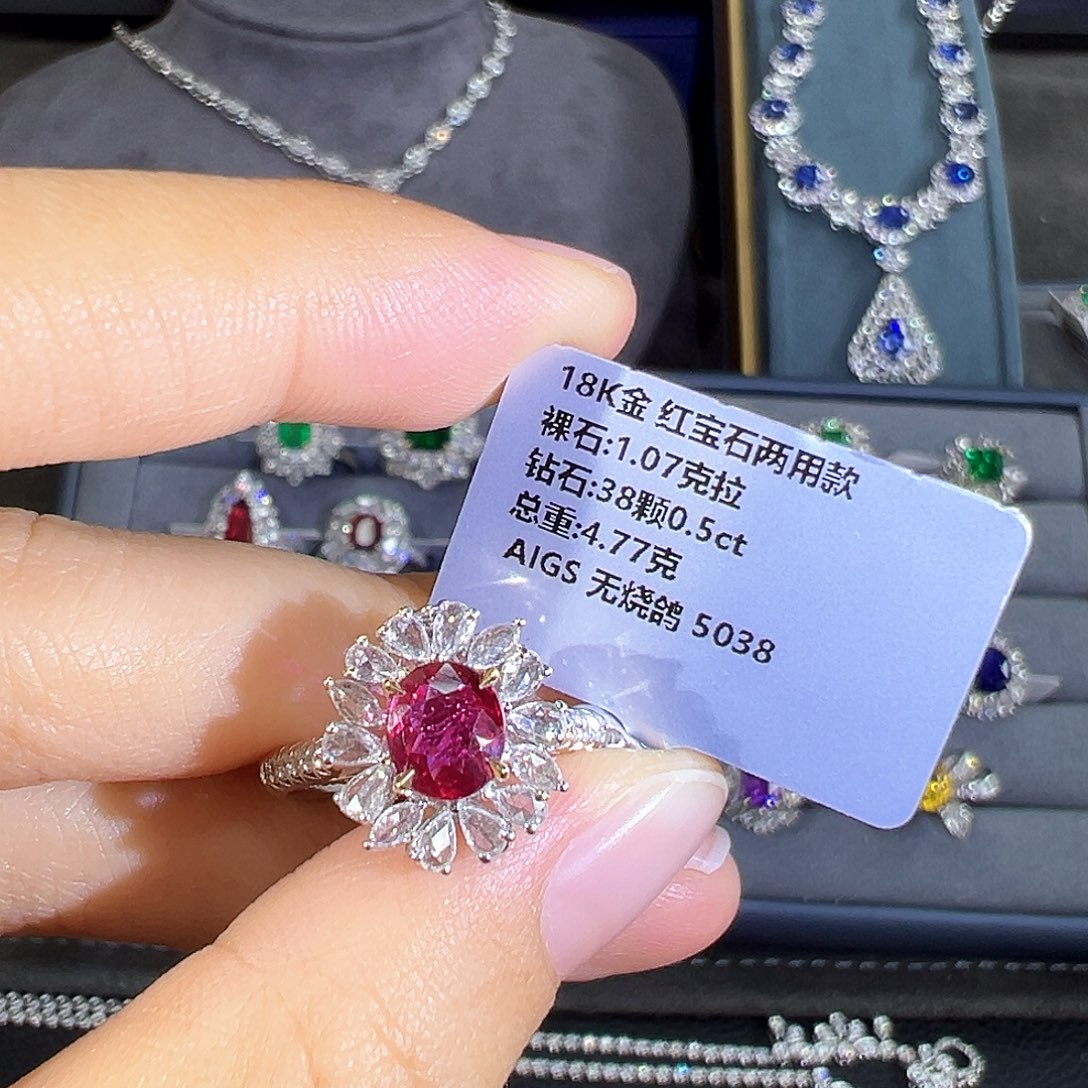 18K金 红宝石两用款
裸石:1.07克拉
钻石:38颗0.5ct
总重:4.77克
AIGS 无烧鸽 5038